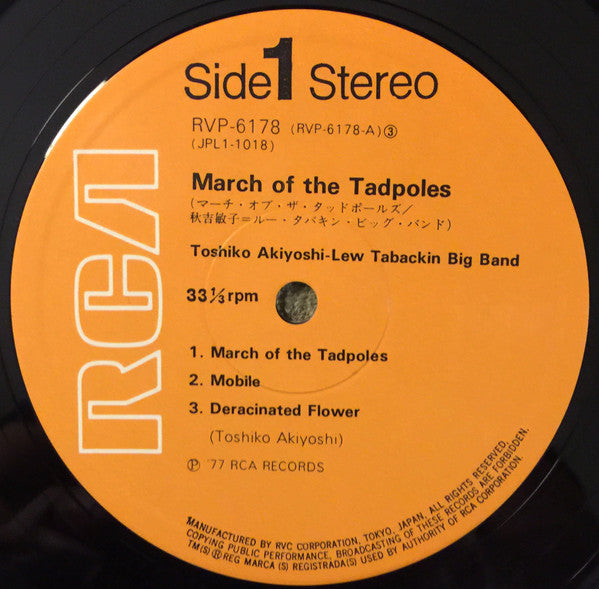 RCA
Side 1 Stereo
RVP-6178 (RVP-6178-A)③
(JPL1-1018)
March of the Tadpoles
(マーチ・オブ・ザ・タッドポールズ/
秋吉敏子=ルー・タバキン・ビッグ・バンド)
Toshiko Akiyoshi-Lew Tabackin Big Band
33⅓rpm
1. March of the Tadpoles
2. Mobile
3. Deracinated Flower
(Toshiko Akiyoshi)
Ⓟ '77 RCA RECORDS
MANUFACTURED BY RVC CORPORATION, TOKYO, JAPAN, ALL RIGHTS RESERVED,
COPYING PUBLIC PERFORMANCE, BROADCASTING OF THESE RECORDS ARE FORBIDDEN.
TM(S) ® REG MARCA (S) REGISTRADA(S) USED BY AUTHORITY OF RCA CORPORATION.